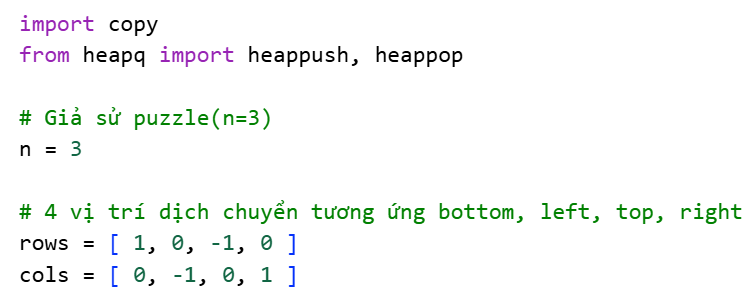 import copy
from heapq import heappush, heappop
# Giả sử puzzle(n=3)
n = 3
# 4 vị trí dịch chuyển tương ứng bottom, left, top, right
rows = [ 1, 0, -1, 0 ]
cols = [ 0, -1, 0, 1 ]